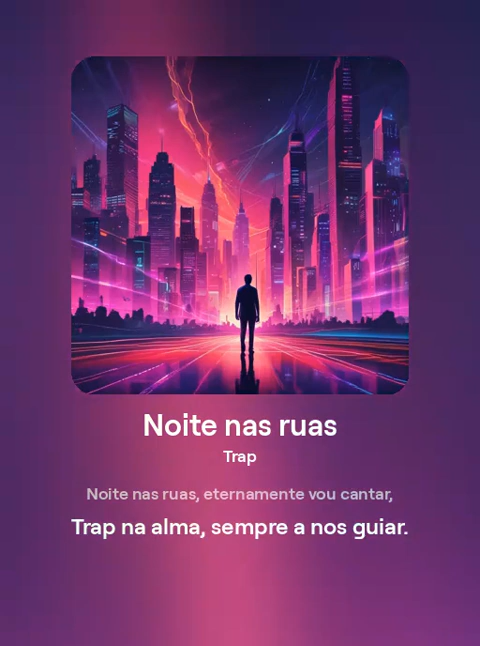 Noite nas ruas
Trap
Noite nas ruas, eternamente vou cantar,
Trap na alma, sempre a nos guiar.